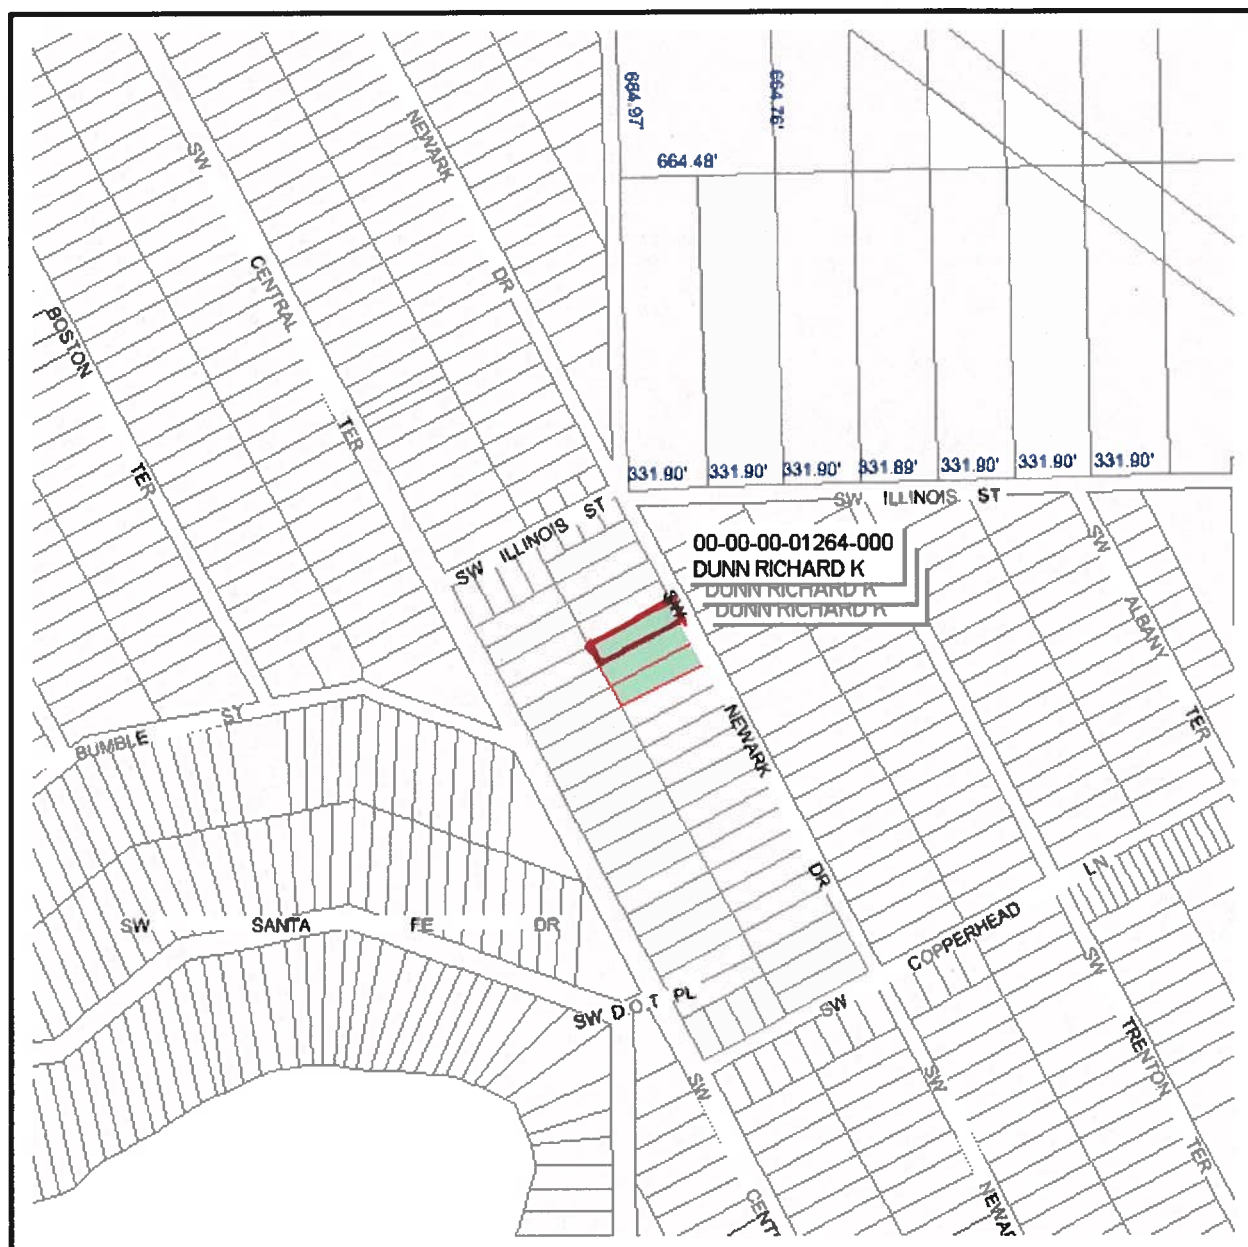 664.97'
664.76'
664.48'
NEWARK
DR
SW
CENTRAL
TER
BOSTON
TER
331.90'
331.90'
331.90'
331.89'
331.90'
331.90'
331.90'
SW ILLINOIS ST
SW ILLINOIS ST
00-00-00-01264-000
DUNN RICHARD K
DUNN RICHARD K
DUNN RICHARD K
SW
NEWARK
DR
SW
ALBANY
TER
BUMBLE ST
SW SANTA FE DR
SW D.O.T PL
SW
COPPERHEAD
LN
SW
TRENTON
TER
SW
CENT
SW
NEWAR